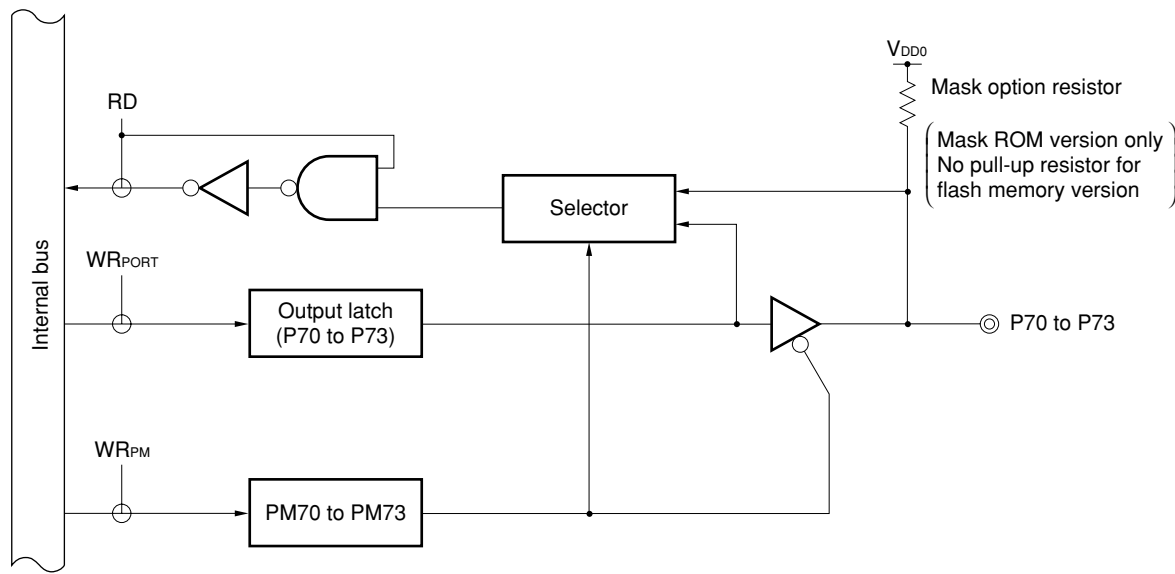 VDD0
Mask option resistor
RD
Mask ROM version only
No pull-up resistor for
flash memory version
Selector
Internal bus
WRPORT
Output latch
(P70 to P73)
P70 to P73
WRPM
PM70 to PM73